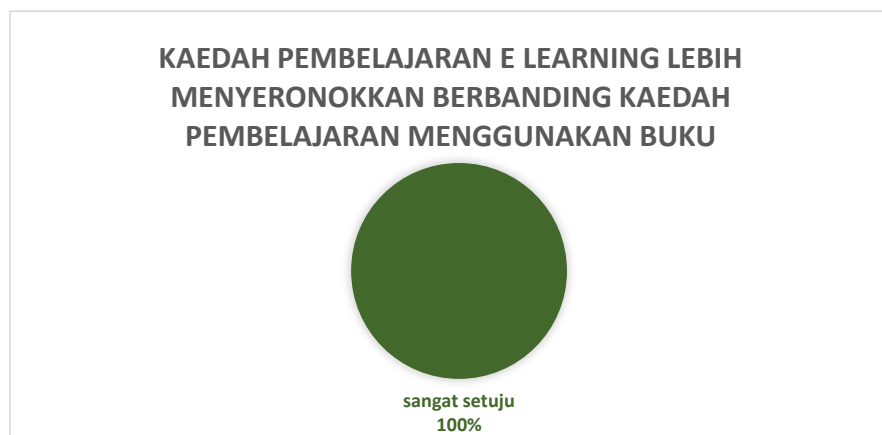 KAEDAH PEMBELAJARAN E LEARNING LEBIH
MENYERONOKKAN BERBANDING KAEDAH
PEMBELAJARAN MENGGUNAKAN BUKU
sangat setuju
100%